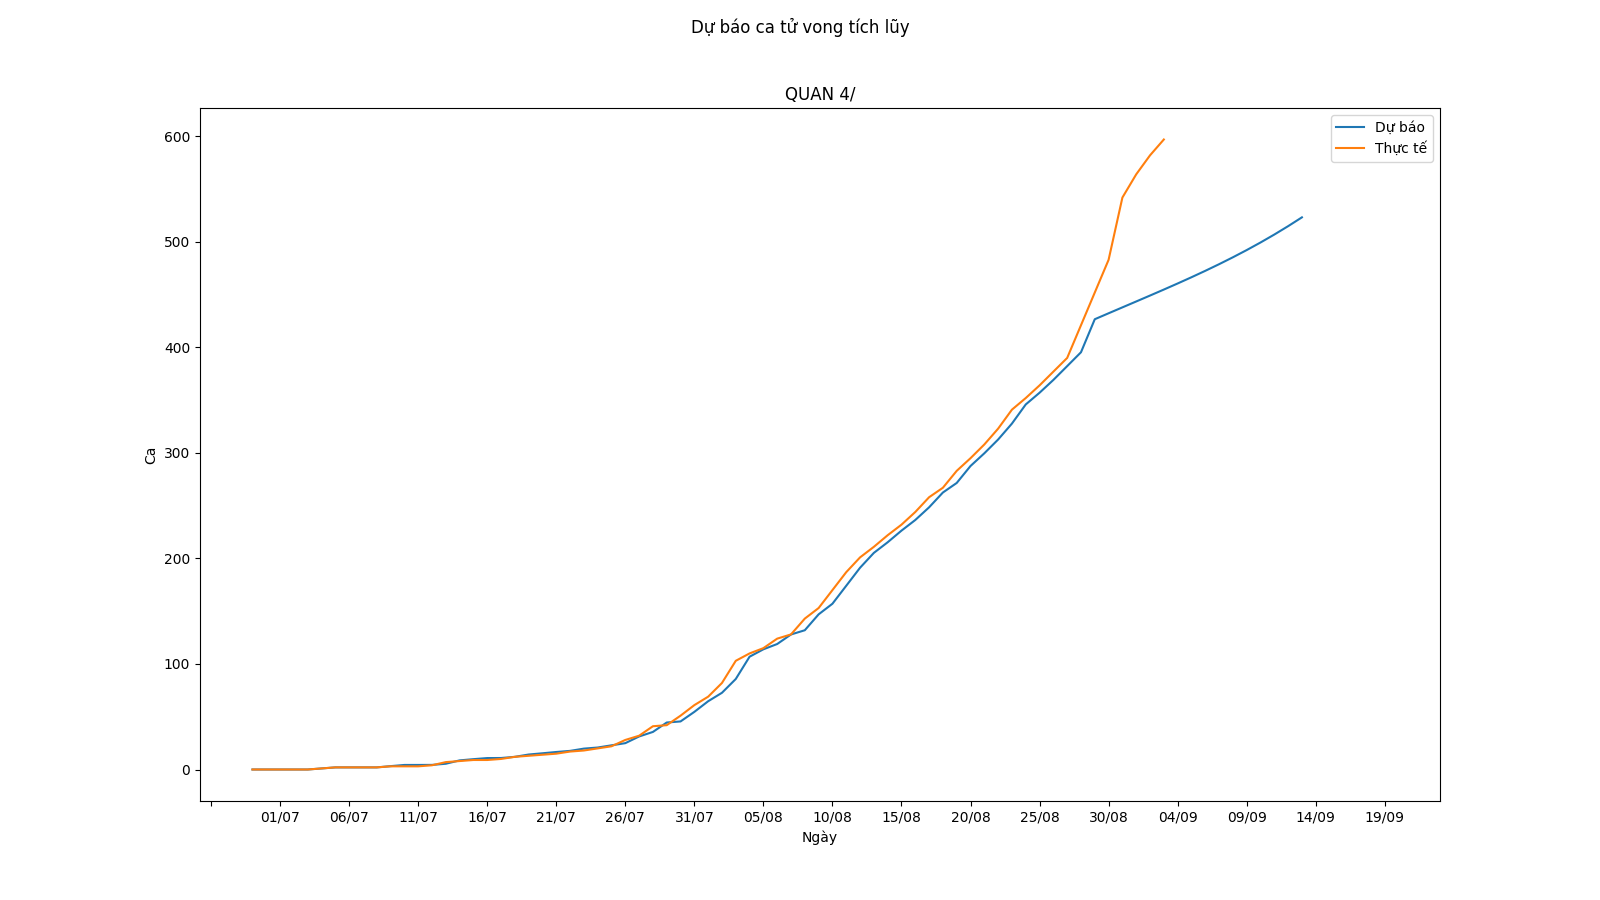 Dự báo ca tử vong tích lũy
QUAN 4/
Dự báo
Thực tế
600
500
400
300
200
100
0
Ca
01/07 06/07 11/07 16/07 21/07 26/07 31/07 05/08 10/08 15/08 20/08 25/08 30/08 04/09 09/09 14/09 19/09
Ngày